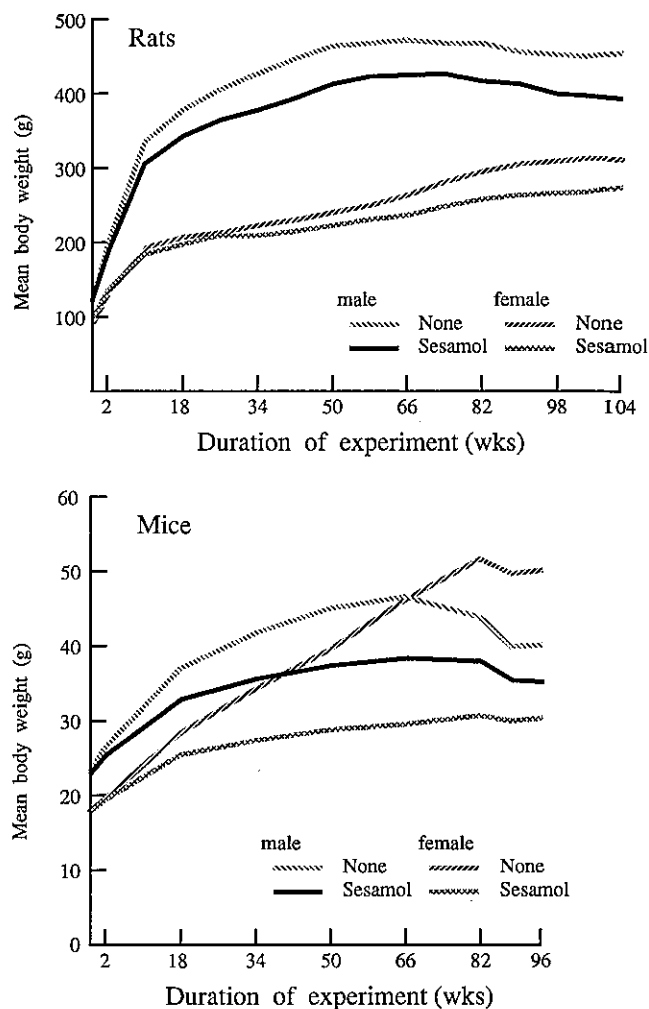 500
Rats
400
300
200
100
Mean body weight (g)
male female
None None
Sesamol Sesamol
2 18 34 50 66 82 98 104
Duration of experiment (wks)
60
Mice
50
40
30
20
10
0
Mean body weight (g)
male female
None None
Sesamol Sesamol
2 18 34 50 66 82 96
Duration of experiment (wks)